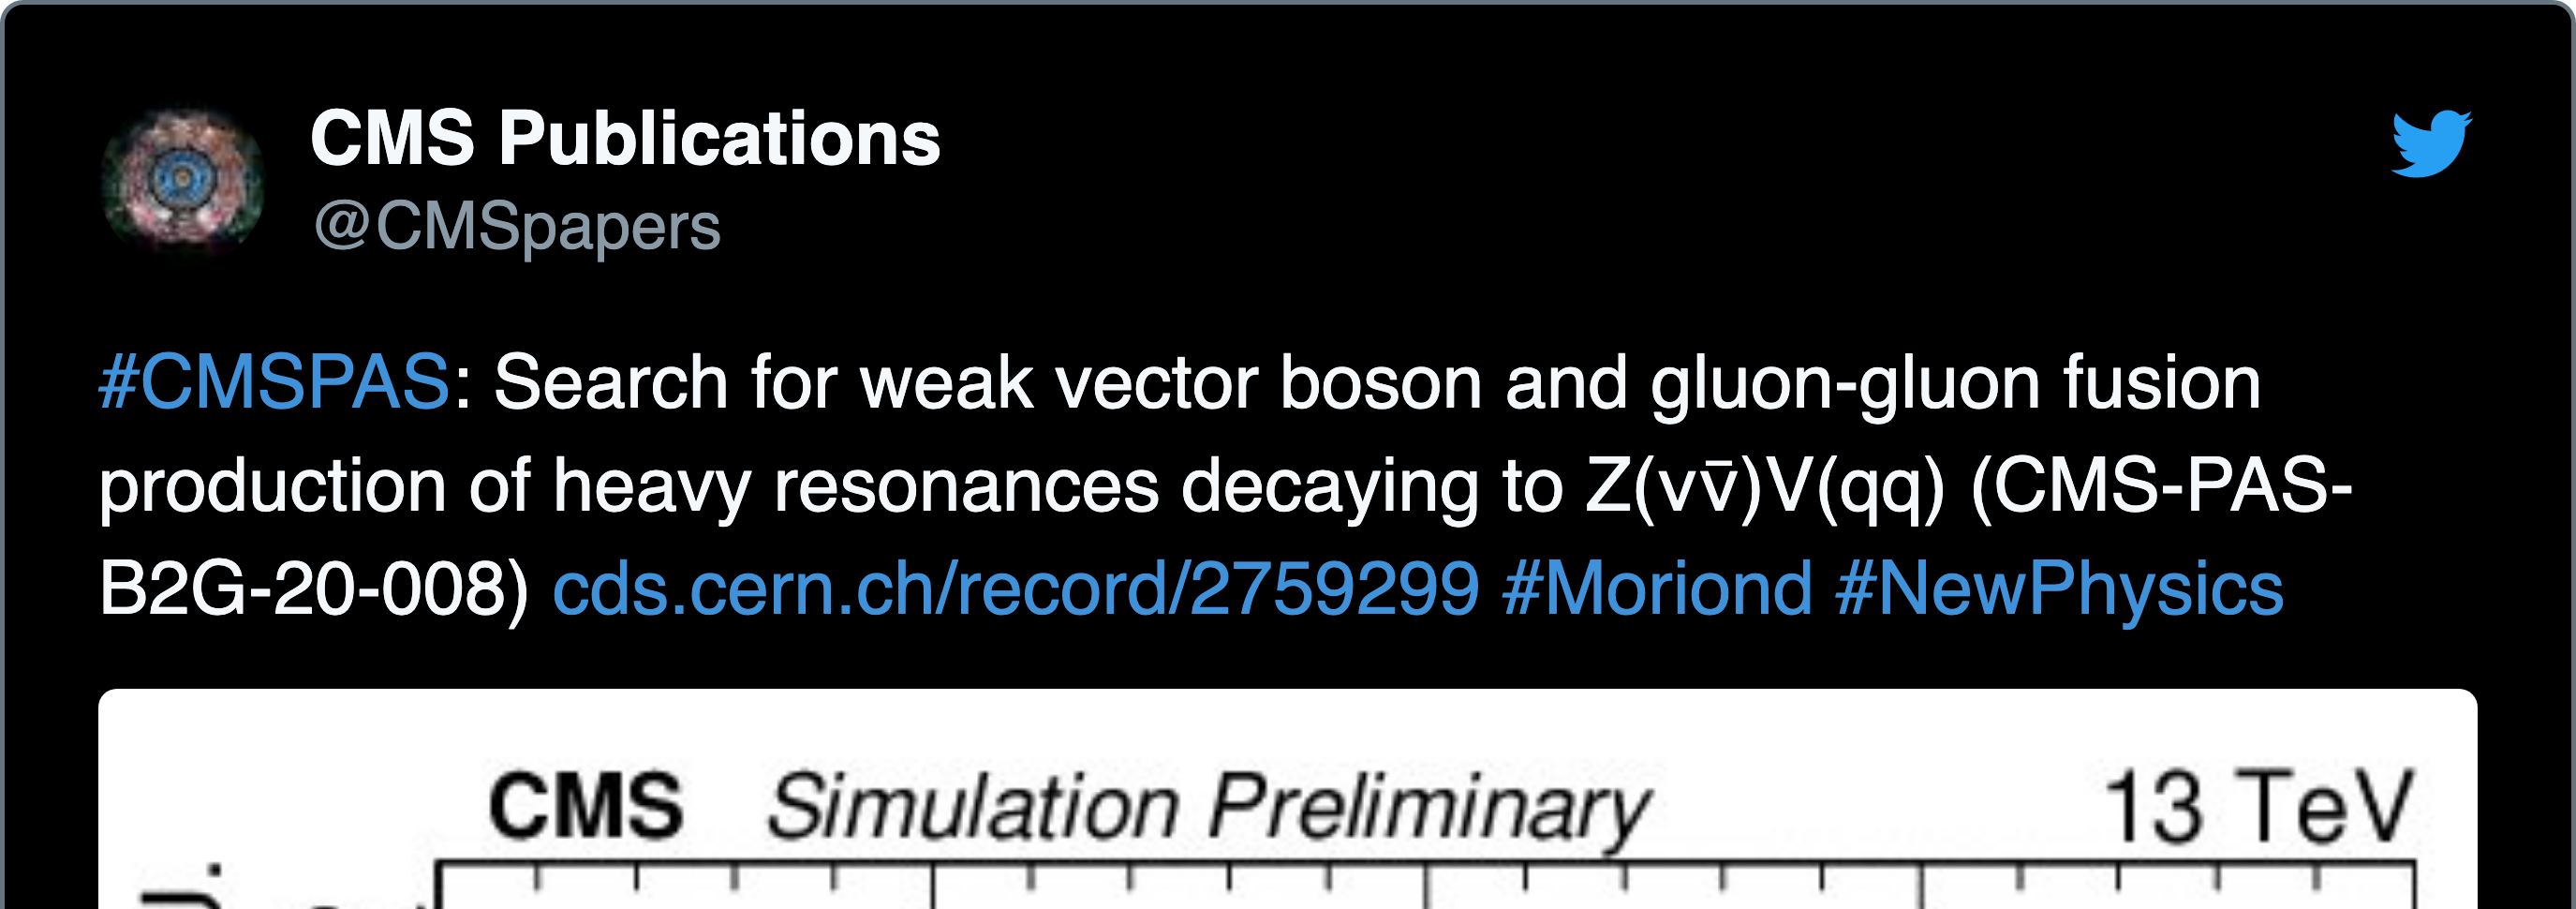 CMS Publications
@CMSpapers
#CMSPAS: Search for weak vector boson and gluon-gluon fusion
production of heavy resonances decaying to Z(vv̄)V(qq) (CMS-PAS-
B2G-20-008) cds.cern.ch/record/2759299 #Moriond #NewPhysics
CMS Simulation Preliminary 13 TeV